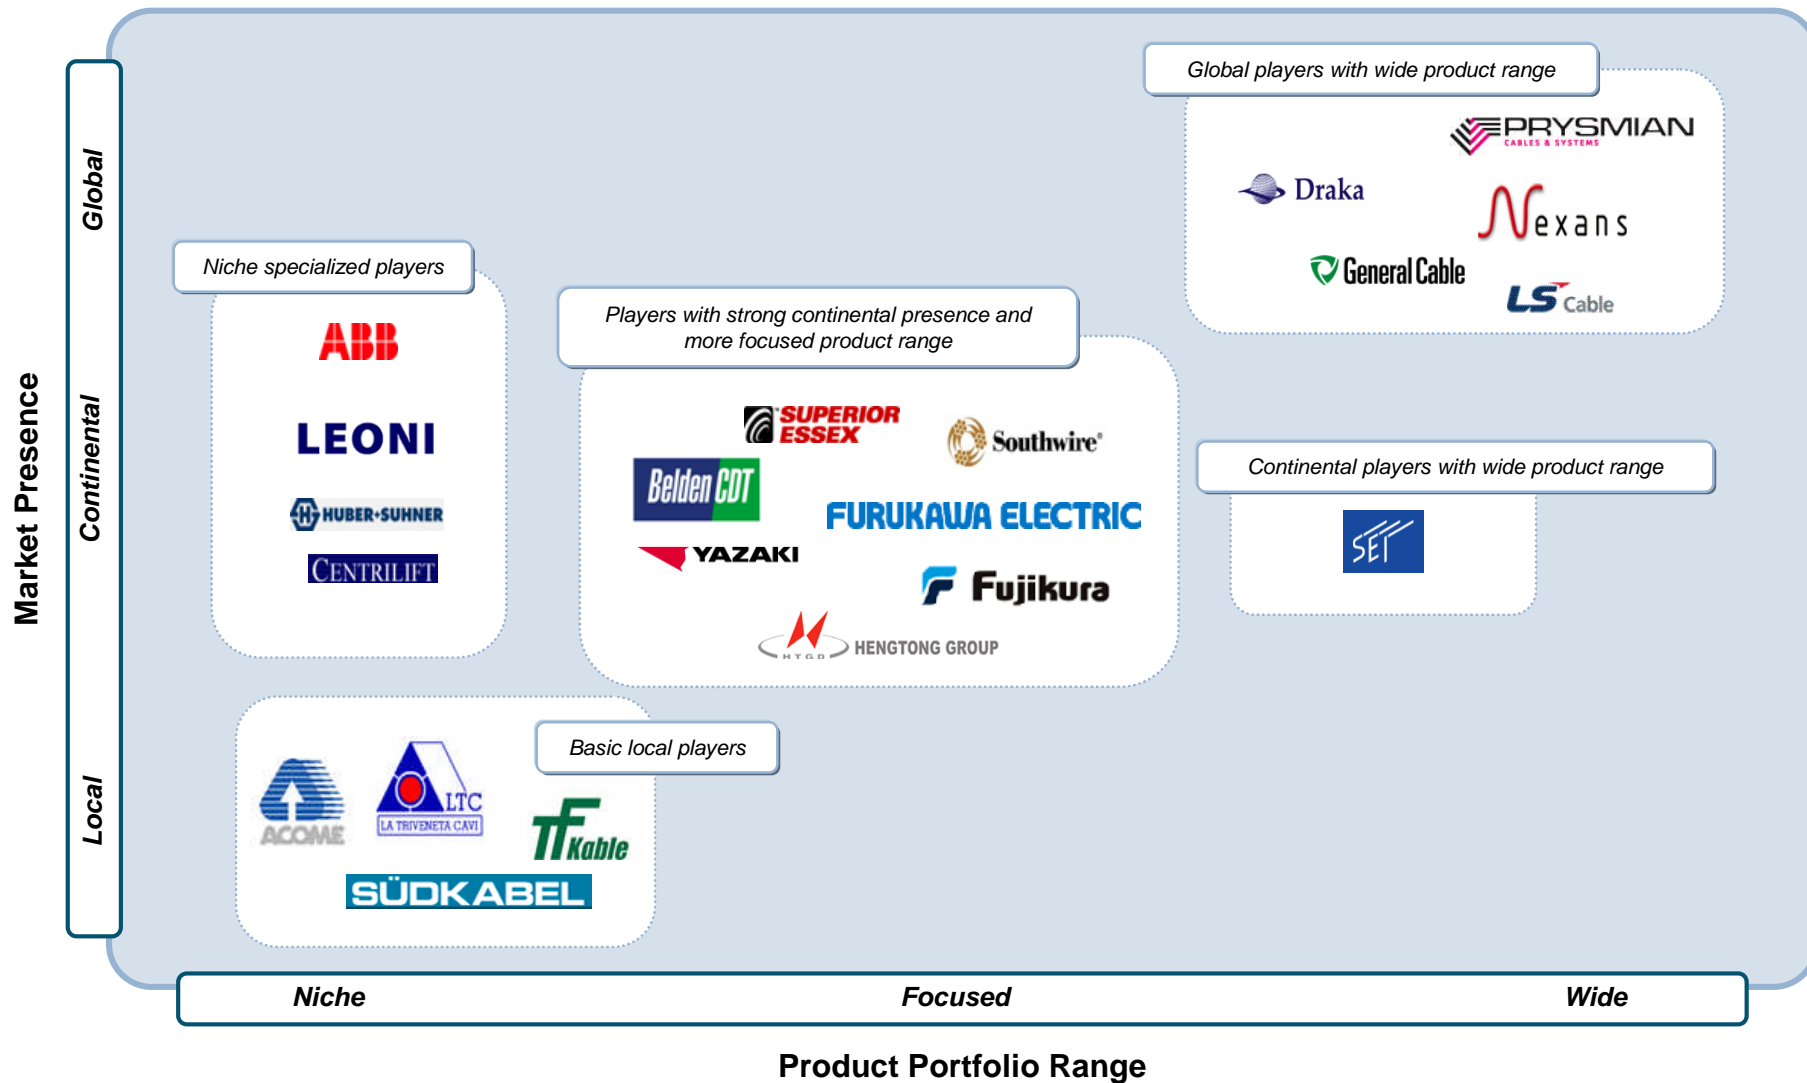 Global players with wide product range
PRYSMIAN
CABLES & SYSTEMS
Draka
Nexans
General Cable
LS Cable
Niche specialized players
ABB
LEONI
HUBER+SUHNER
CENTRILIFT
Players with strong continental presence and
more focused product range
SUPERIOR
ESSEX
Southwire®
Belden CDT
FURUKAWA ELECTRIC
YAZAKI
Fujikura
HTGD
HENGTONG GROUP
Continental players with wide product range
SET
Basic local players
ACOME
LTC
LA TRIVENETA CAVI
TF Kable
SÜDKABEL
Market Presence
Global
Continental
Local
Niche
Focused
Wide
Product Portfolio Range